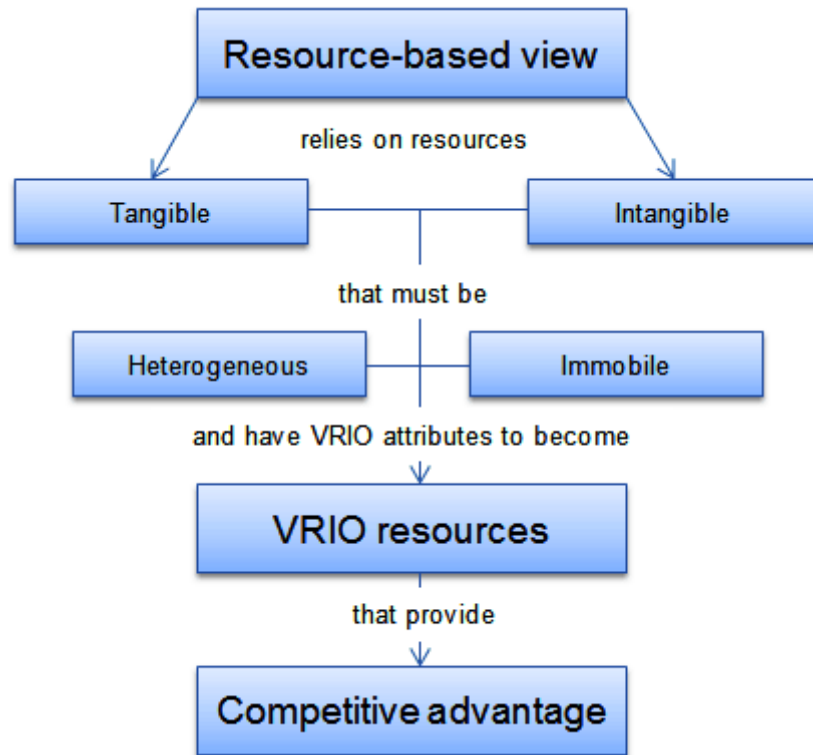 Resource-based view
relies on resources
Tangible
Intangible
that must be
Heterogeneous
Immobile
and have VRIO attributes to become
VRIO resources
that provide
Competitive advantage